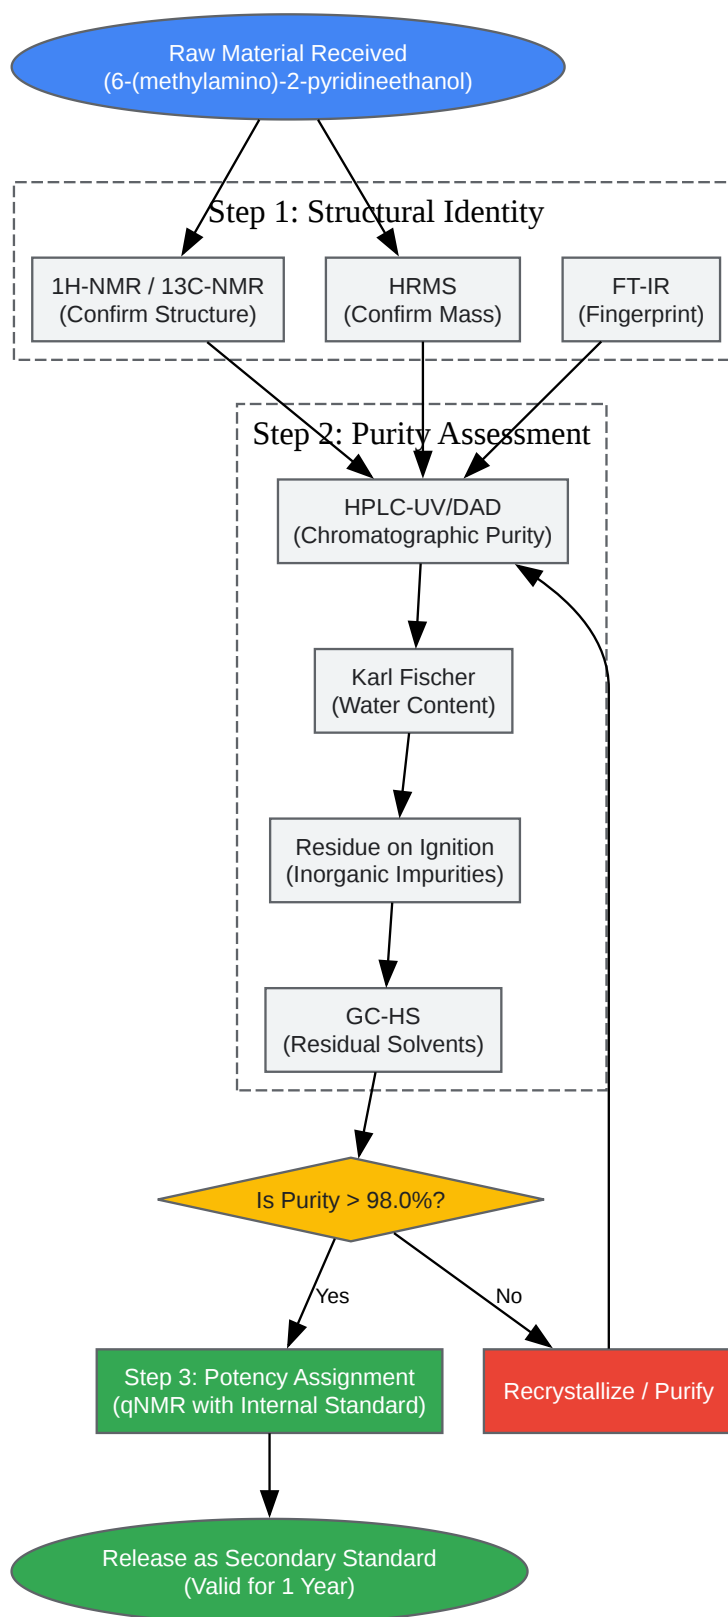 Raw Material Received
(6-(methylamino)-2-pyridineethanol)
Step 1: Structural Identity
1H-NMR / 13C-NMR
(Confirm Structure)
HRMS
(Confirm Mass)
FT-IR
(Fingerprint)
Step 2: Purity Assessment
HPLC-UV/DAD
(Chromatographic Purity)
Karl Fischer
(Water Content)
Residue on Ignition
(Inorganic Impurities)
GC-HS
(Residual Solvents)
Is Purity > 98.0%?
Yes
No
Step 3: Potency Assignment
(qNMR with Internal Standard)
Recrystallize / Purify
Release as Secondary Standard
(Valid for 1 Year)